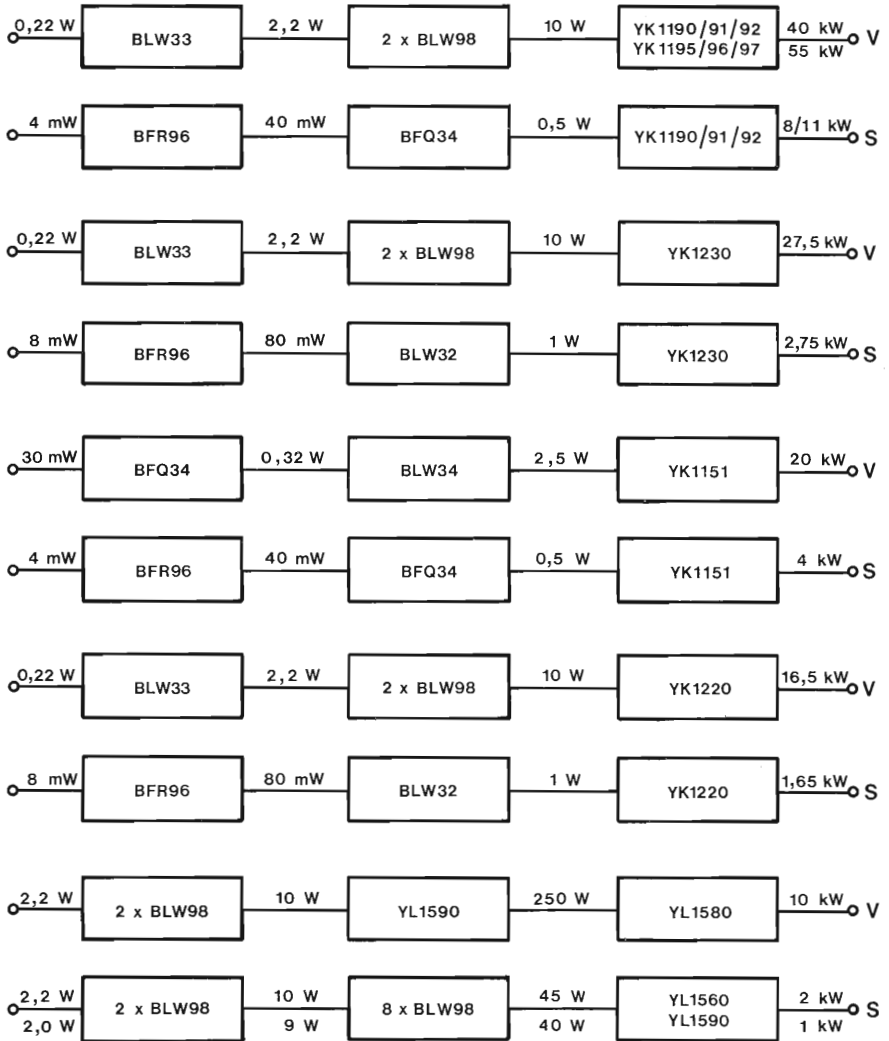 0,22 W BLW33 2,2 W 2 x BLW98 10 W YK1190/91/92 40 kW V
YK1195/96/97 55 kW
4 mW BFR96 40 mW BFQ34 0,5 W YK1190/91/92 8/11 kW S
0,22 W BLW33 2,2 W 2 x BLW98 10 W YK1230 27,5 kW V
8 mW BFR96 80 mW BLW32 1 W YK1230 2,75 kW S
30 mW BFQ34 0,32 W BLW34 2,5 W YK1151 20 kW V
4 mW BFR96 40 mW BFQ34 0,5 W YK1151 4 kW S
0,22 W BLW33 2,2 W 2 x BLW98 10 W YK1220 16,5 kW V
8 mW BFR96 80 mW BLW32 1 W YK1220 1,65 kW S
2,2 W 2 x BLW98 10 W YL1590 250 W YL1580 10 kW V
2,2 W 2 x BLW98 10 W 8 x BLW98 45 W YL1560 2 kW S
2,0 W 9 W 40 W YL1590 1 kW